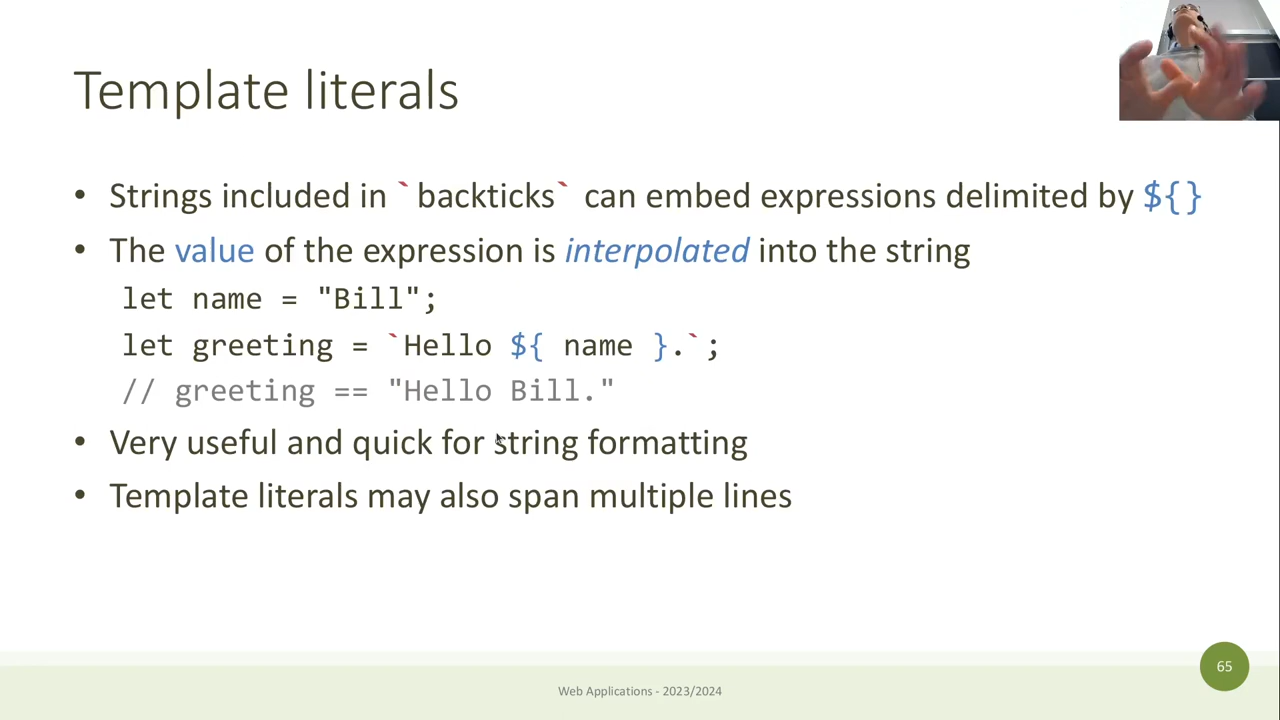 Template literals
• Strings included in `backticks` can embed expressions delimited by ${}
• The value of the expression is interpolated into the string
let name = "Bill";
let greeting = `Hello ${ name }.`;
// greeting == "Hello Bill."
• Very useful and quick for string formatting
• Template literals may also span multiple lines
65
Web Applications - 2023/2024